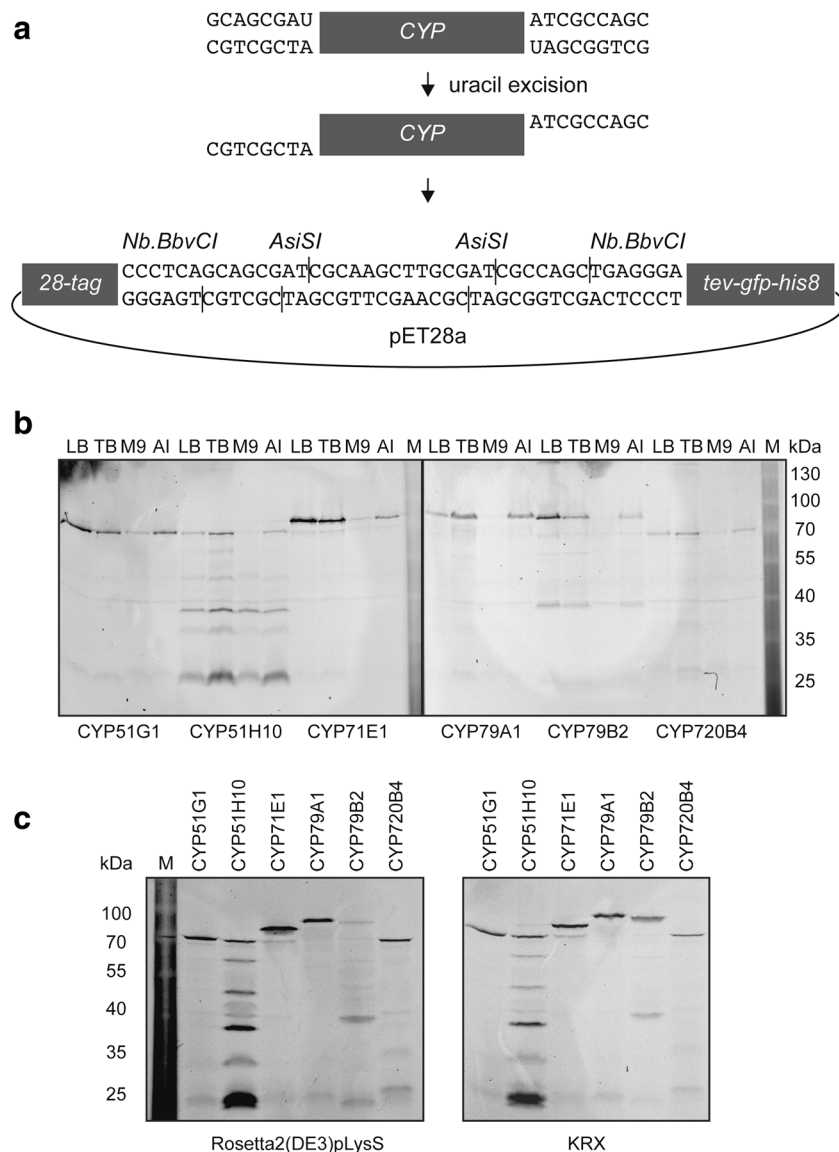 a
GCAGCGAU CYP ATCGCCAGC
CGTCGCTA UAGCGGTCG
uracil excision
CYP ATCGCCAGC
CGTCGCTA
Nb.BbvCI AsiSI AsiSI Nb.BbvCI
28-tag CCCTCAGCAGCGATCGCAAGCTTGCGATCGCCAGCTGAGGGA tev-gfp-his8
GGGAGTCGTCGCTAGCGTTCGAACGCTAGCGGTCGACTCCCT
pET28a
b
LB TB M9 AI LB TB M9 AI LB TB M9 AI M LB TB M9 AI LB TB M9 AI LB TB M9 AI M kDa
130
100
70
55
40
35
25
CYP51G1 CYP51H10 CYP71E1 CYP79A1 CYP79B2 CYP720B4
c
kDa M CYP51G1 CYP51H10 CYP71E1 CYP79A1 CYP79B2 CYP720B4
100
70
55
40
35
25
Rosetta2(DE3)pLysS
CYP51G1 CYP51H10 CYP71E1 CYP79A1 CYP79B2 CYP720B4
KRX